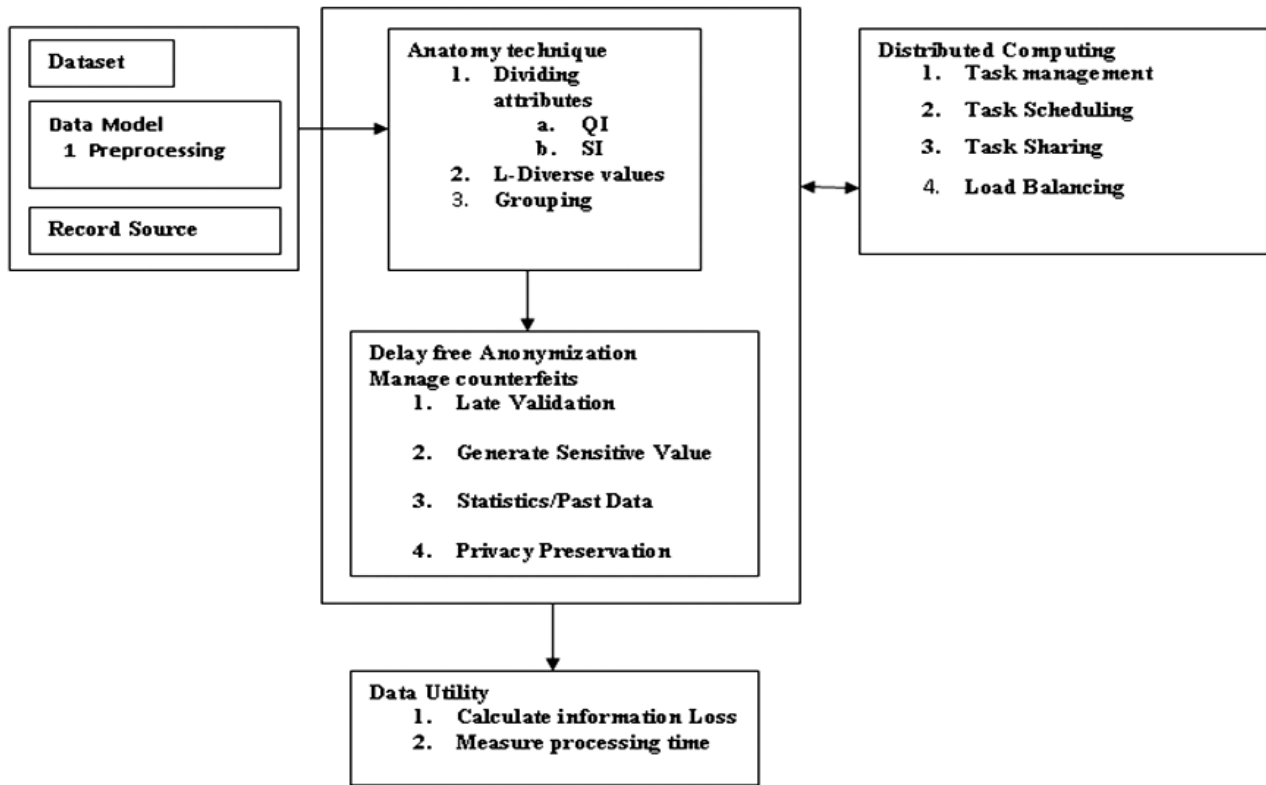 Dataset
Data Model
1 Preprocessing
Record Source
Anatomy technique
1. Dividing
attributes
a. QI
b. SI
2. L-Diverse values
3. Grouping
Delay free Anonymization
Manage counterfeits
1. Late Validation
2. Generate Sensitive Value
3. Statistics/Past Data
4. Privacy Preservation
Distributed Computing
1. Task management
2. Task Scheduling
3. Task Sharing
4. Load Balancing
Data Utility
1. Calculate information Loss
2. Measure processing time